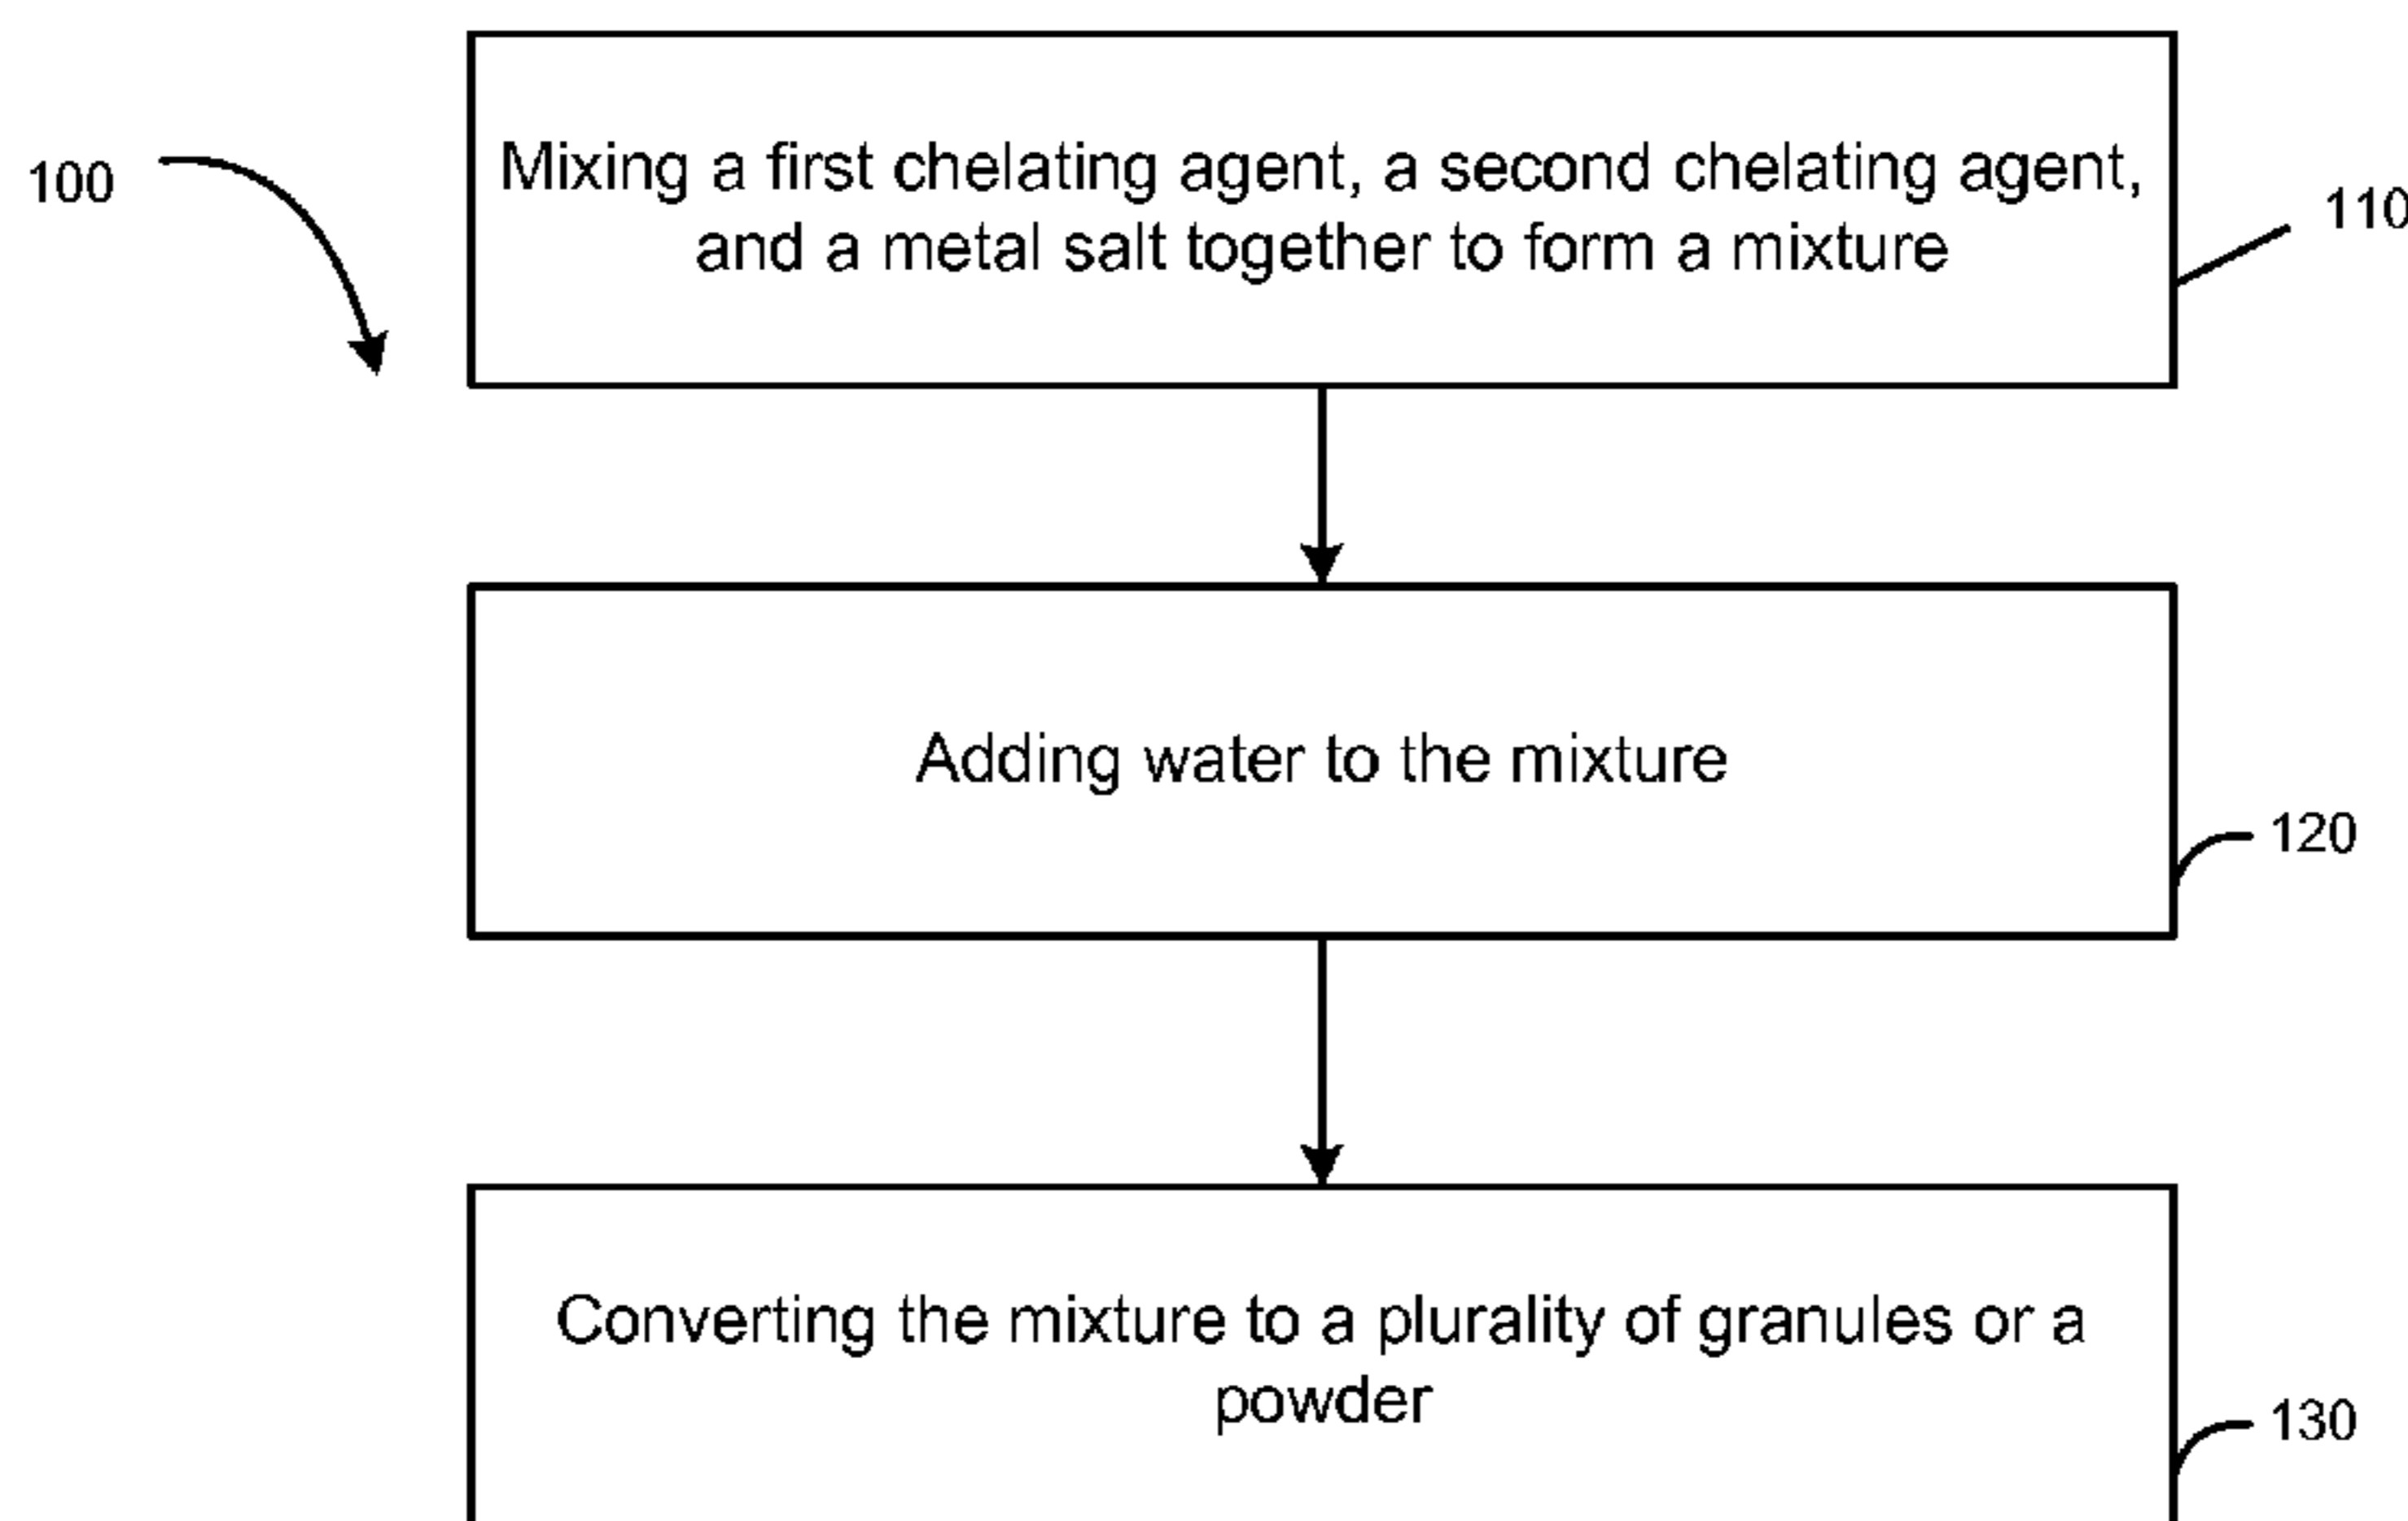 100
Mixing a first chelating agent, a second chelating agent,
and a metal salt together to form a mixture
110
Adding water to the mixture
120
Converting the mixture to a plurality of granules or a
powder
130